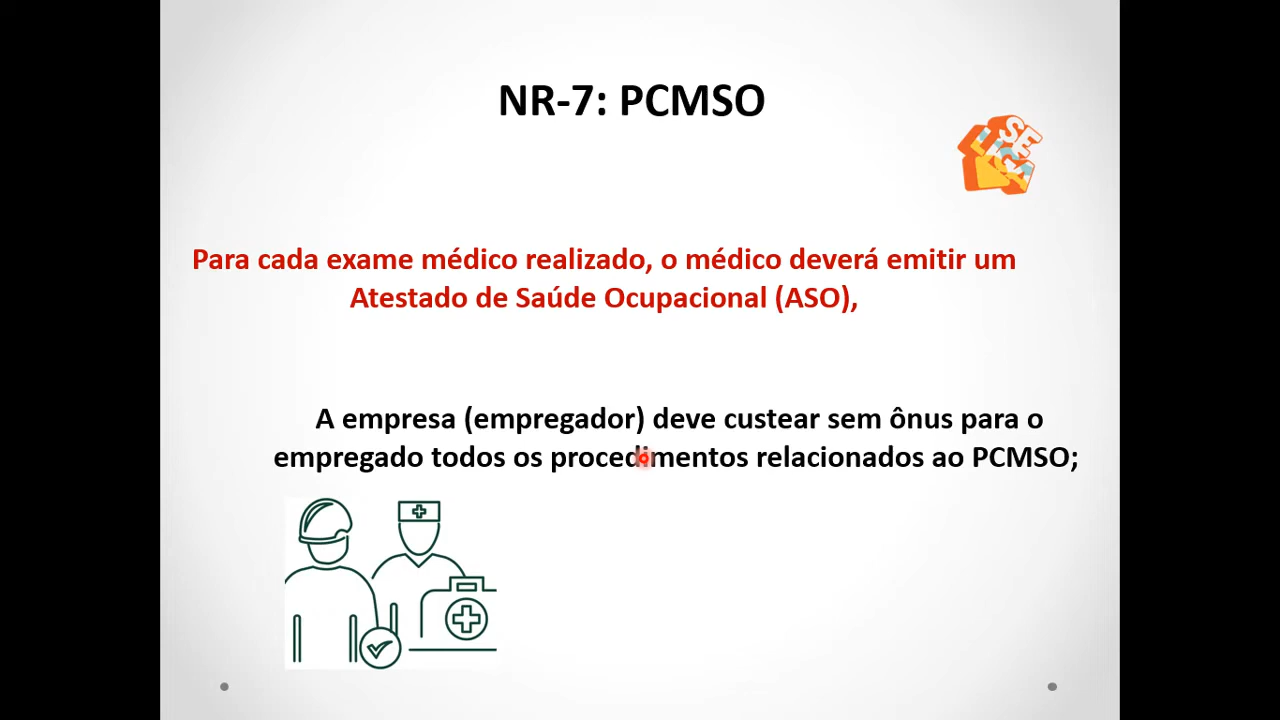 NR-7: PCMSO
Para cada exame médico realizado, o médico deverá emitir um
Atestado de Saúde Ocupacional (ASO),
A empresa (empregador) deve custear sem ônus para o
empregado todos os procedimentos relacionados ao PCMSO;